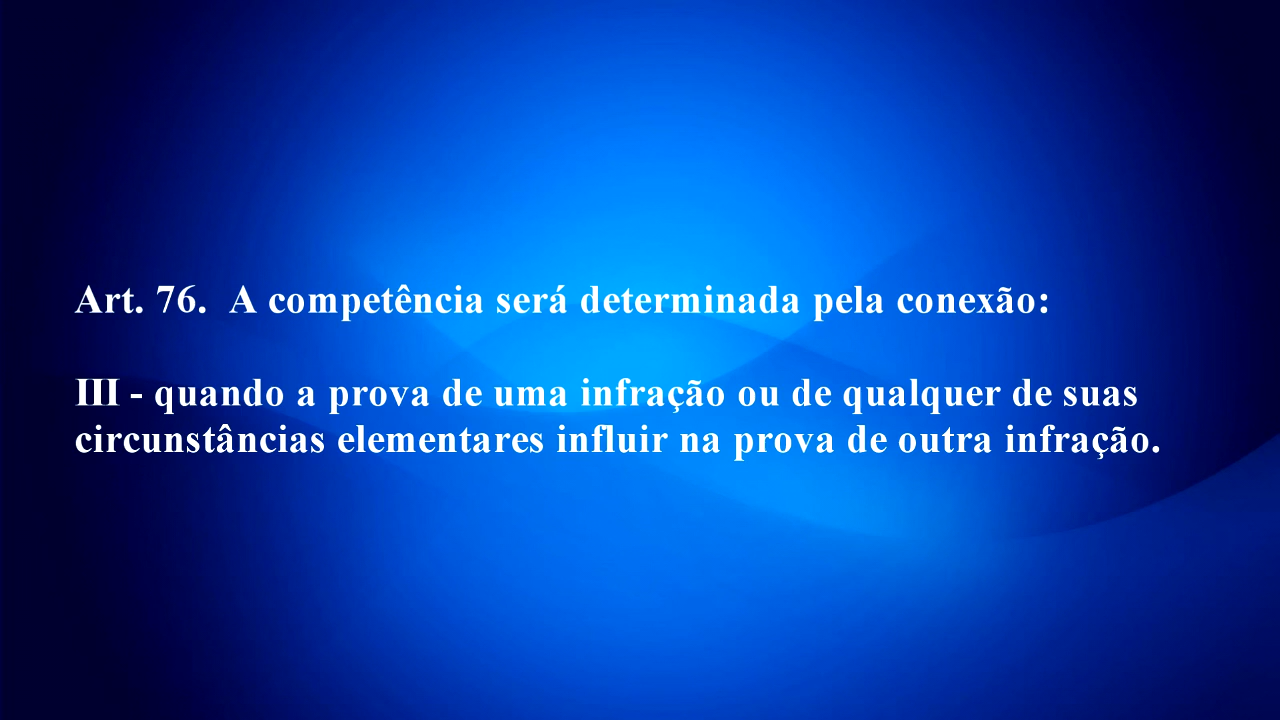 Art. 76.  A competência será determinada pela conexão:
III - quando a prova de uma infração ou de qualquer de suas
circunstâncias elementares influir na prova de outra infração.